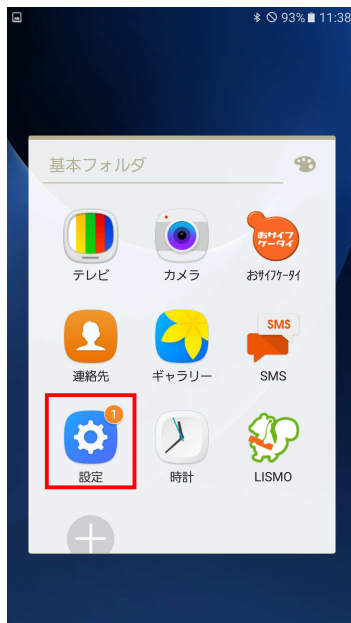 93% 11:38
基本フォルダ
テレビ
カメラ
おサイフ
ケータイ
おサイフケータイ
連絡先
ギャラリー
SMS
SMS
1
設定
時計
LISMO